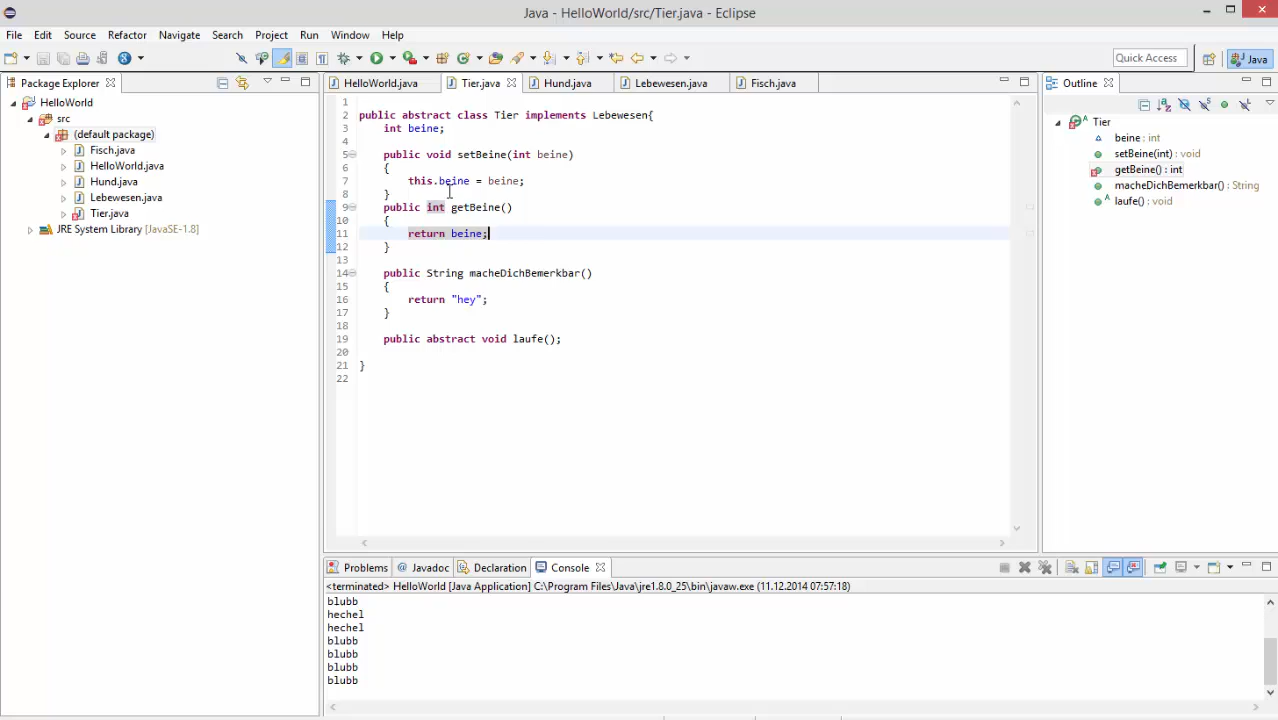 Java - HelloWorld/src/Tier.java - Eclipse
File Edit Source Refactor Navigate Search Project Run Window Help
Quick Access Java
Package Explorer
HelloWorld
src
(default package)
Fisch.java
HelloWorld.java
Hund.java
Lebewesen.java
Tier.java
JRE System Library [JavaSE-1.8]
HelloWorld.java Tier.java Hund.java Lebewesen.java Fisch.java
1
2 public abstract class Tier implements Lebewesen{
3 int beine;
4
5 public void setBeine(int beine)
6 {
7 this.beine = beine;
8 }
9 public int getBeine()
10 {
11 return beine;
12 }
13
14 public String macheDichBemerkbar()
15 {
16 return "hey";
17 }
18
19 public abstract void laufe();
20
21 }
22
Outline
Tier
beine : int
setBeine(int) : void
getBeine() : int
macheDichBemerkbar() : String
laufe() : void
Problems @ Javadoc Declaration Console
<terminated> HelloWorld [Java Application] C:\Program Files\Java\jre1.8.0_25\bin\javaw.exe (11.12.2014 07:57:18)
blubb
hechel
hechel
blubb
blubb
blubb
blubb